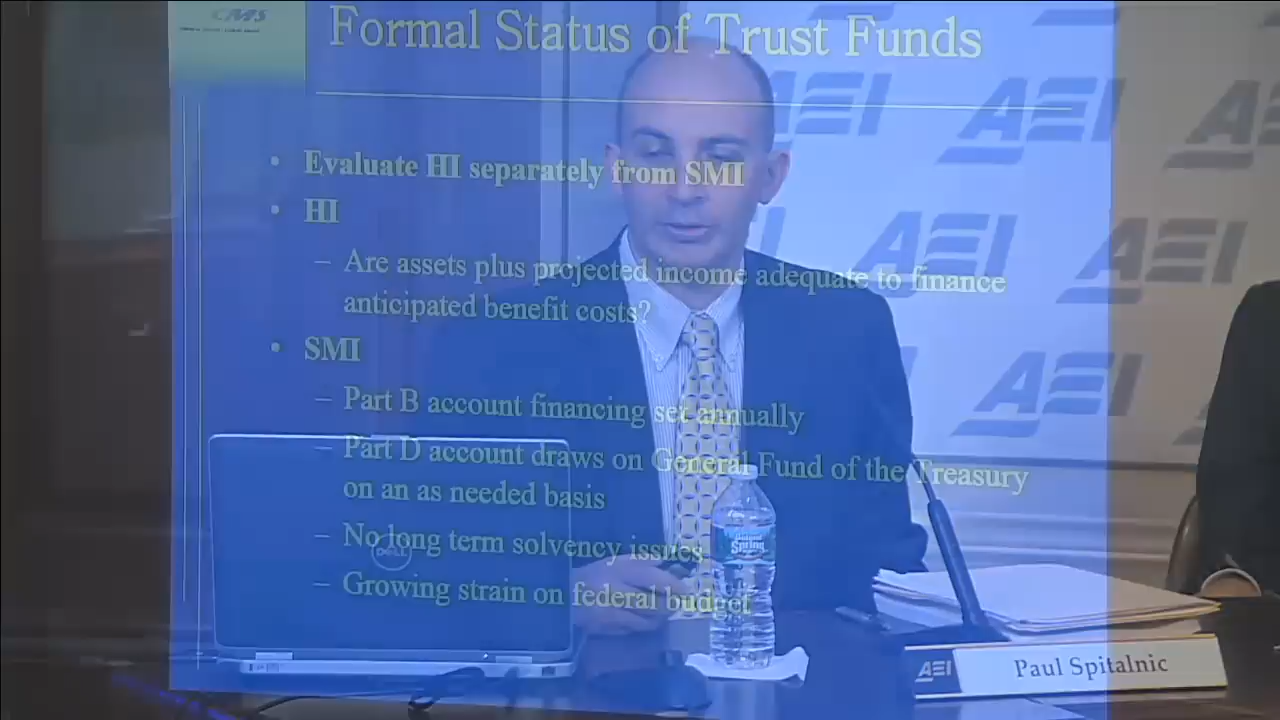 CMS
Formal Status of Trust Funds
• Evaluate HI separately from SMI
• HI
– Are assets plus projected income adequate to finance
anticipated benefit costs?
• SMI
– Part B account financing set annually
– Part D account draws on General Fund of the Treasury
on an as needed basis
– No long term solvency issues
– Growing strain on federal budget
AEI
AEI
AEI
AEI
AEI
AEI
DELL
Spring
AEI Paul Spitalnic